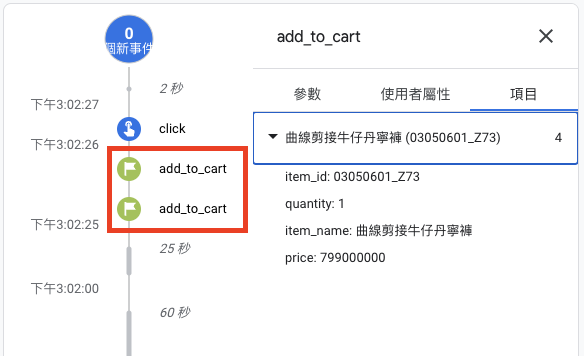 0
個新事件
2 秒
下午3:02:27
click
下午3:02:26
add_to_cart
add_to_cart
下午3:02:25
25 秒
下午3:02:00
60 秒
add_to_cart
參數
使用者屬性
項目
曲線剪接牛仔丹寧褲 (03050601_Z73)
4
item_id: 03050601_Z73
quantity: 1
item_name: 曲線剪接牛仔丹寧褲
price: 799000000